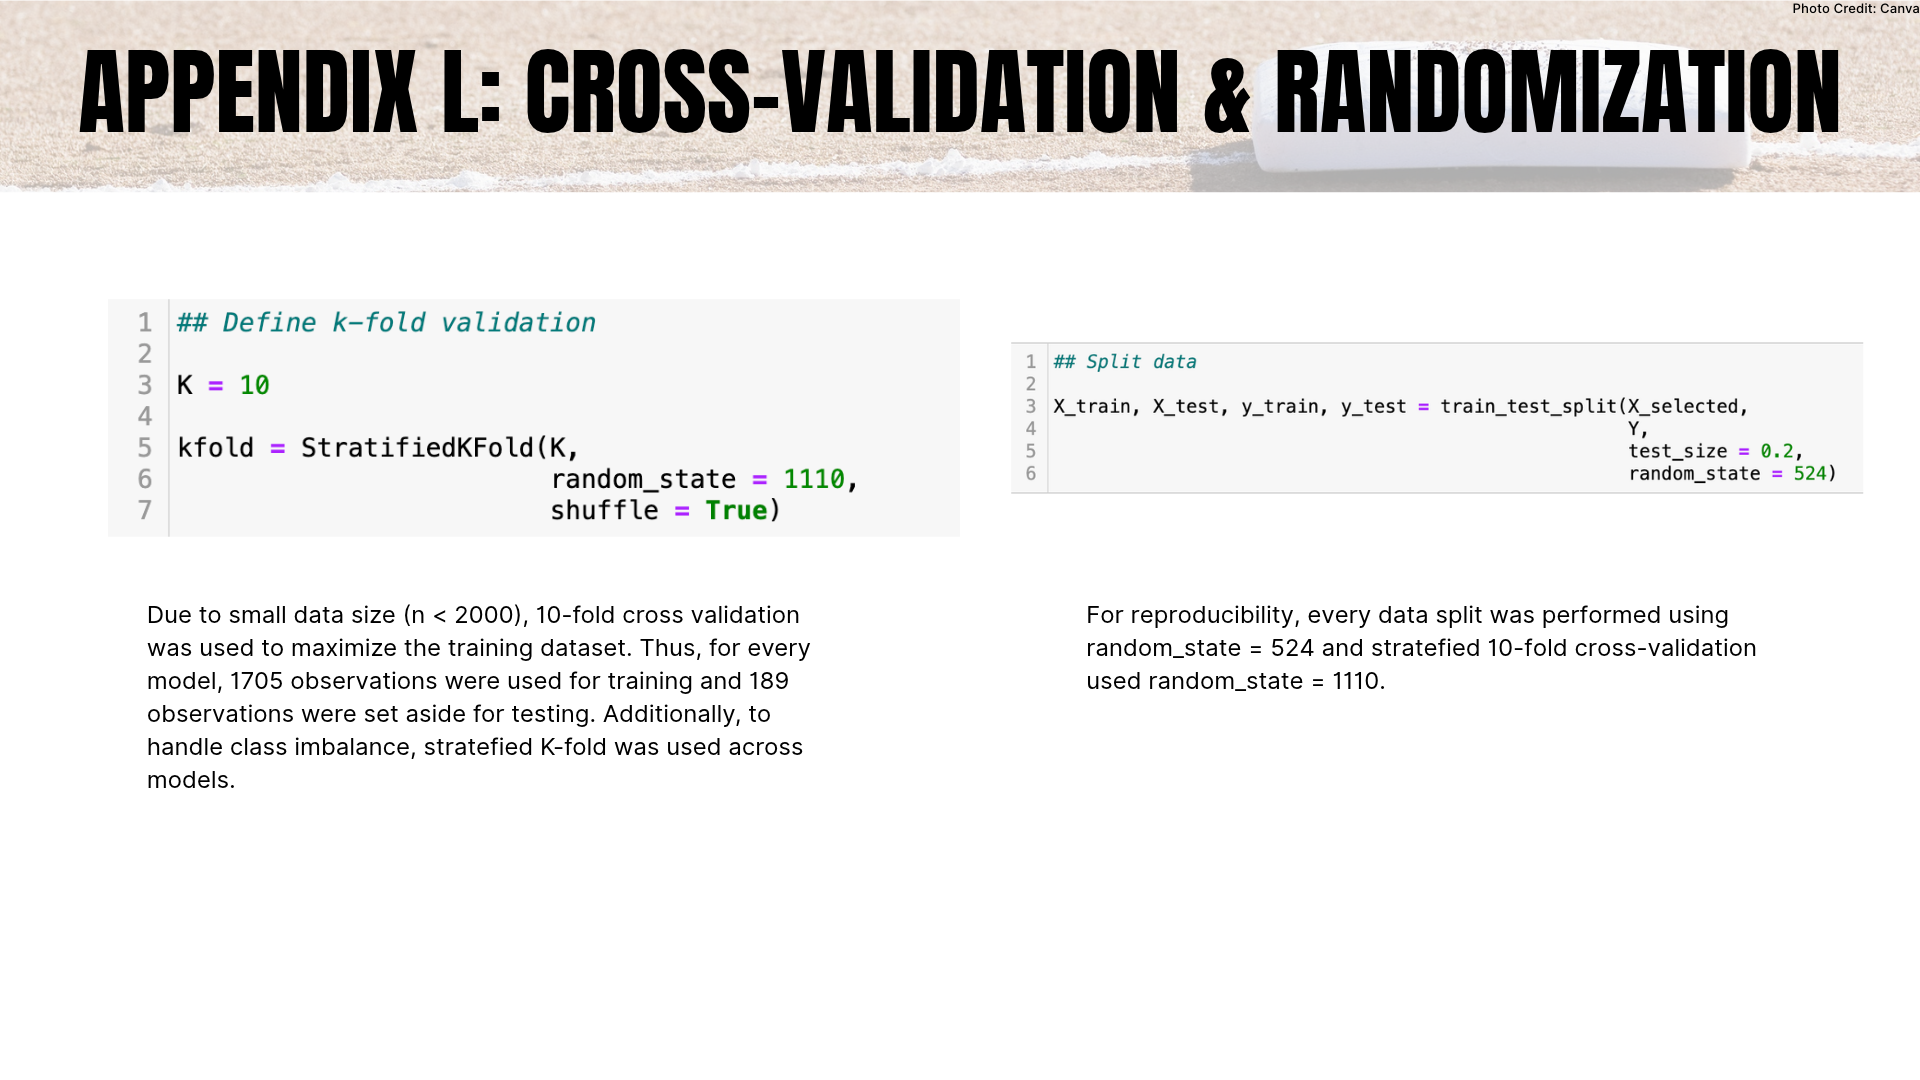 Photo Credit: Canva
APPENDIX L: CROSS-VALIDATION & RANDOMIZATION
1 ## Define k-fold validation
2
3 K = 10
4
5 kfold = StratifiedKFold(K,
6 random_state = 1110,
7 shuffle = True)
Due to small data size (n < 2000), 10-fold cross validation
was used to maximize the training dataset. Thus, for every
model, 1705 observations were used for training and 189
observations were set aside for testing. Additionally, to
handle class imbalance, stratefied K-fold was used across
models.
1 ## Split data
2
3 X_train, X_test, y_train, y_test = train_test_split(X_selected,
4 Y,
5 test_size = 0.2,
6 random_state = 524)
For reproducibility, every data split was performed using
random_state = 524 and stratefied 10-fold cross-validation
used random_state = 1110.